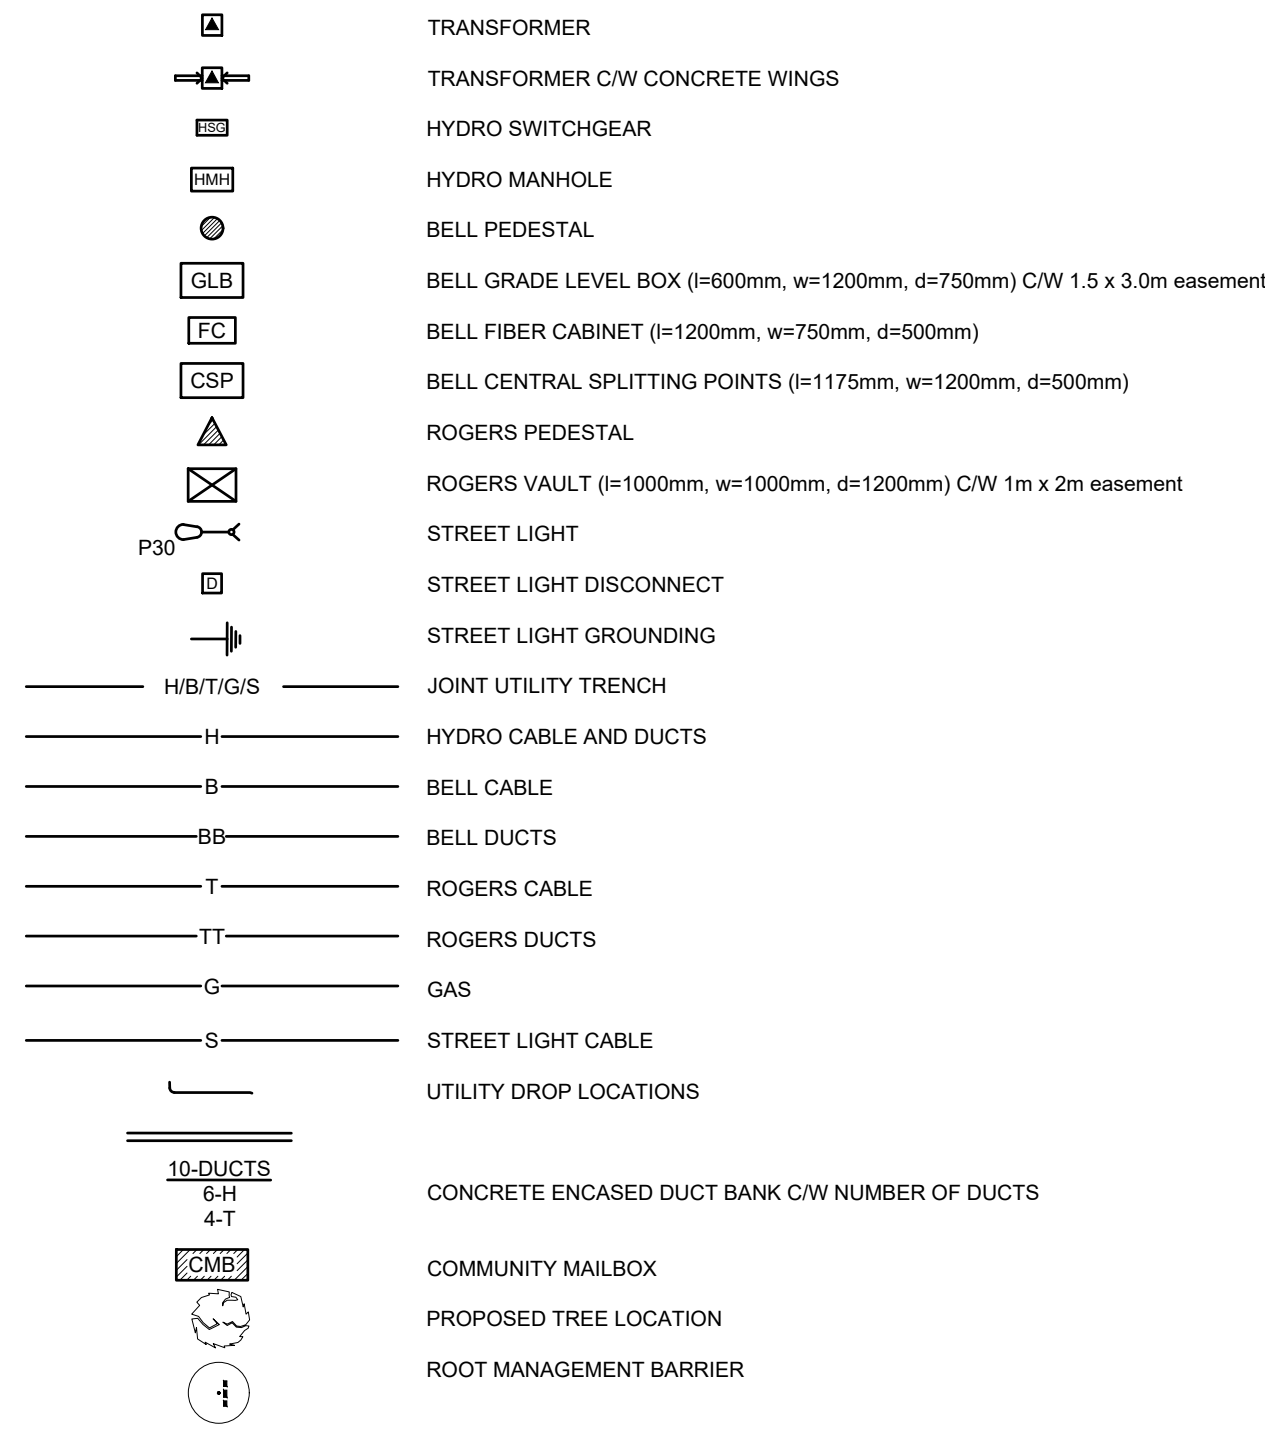 TRANSFORMER
TRANSFORMER C/W CONCRETE WINGS
HSG HYDRO SWITCHGEAR
HMH HYDRO MANHOLE
BELL PEDESTAL
GLB BELL GRADE LEVEL BOX (l=600mm, w=1200mm, d=750mm) C/W 1.5 x 3.0m easement
FC BELL FIBER CABINET (l=1200mm, w=750mm, d=500mm)
CSP BELL CENTRAL SPLITTING POINTS (l=1175mm, w=1200mm, d=500mm)
ROGERS PEDESTAL
ROGERS VAULT (l=1000mm, w=1000mm, d=1200mm) C/W 1m x 2m easement
P30 STREET LIGHT
D STREET LIGHT DISCONNECT
STREET LIGHT GROUNDING
H/B/T/G/S JOINT UTILITY TRENCH
H HYDRO CABLE AND DUCTS
B BELL CABLE
BB BELL DUCTS
T ROGERS CABLE
TT ROGERS DUCTS
G GAS
S STREET LIGHT CABLE
UTILITY DROP LOCATIONS
10-DUCTS
6-H CONCRETE ENCASED DUCT BANK C/W NUMBER OF DUCTS
4-T
CMB COMMUNITY MAILBOX
PROPOSED TREE LOCATION
ROOT MANAGEMENT BARRIER